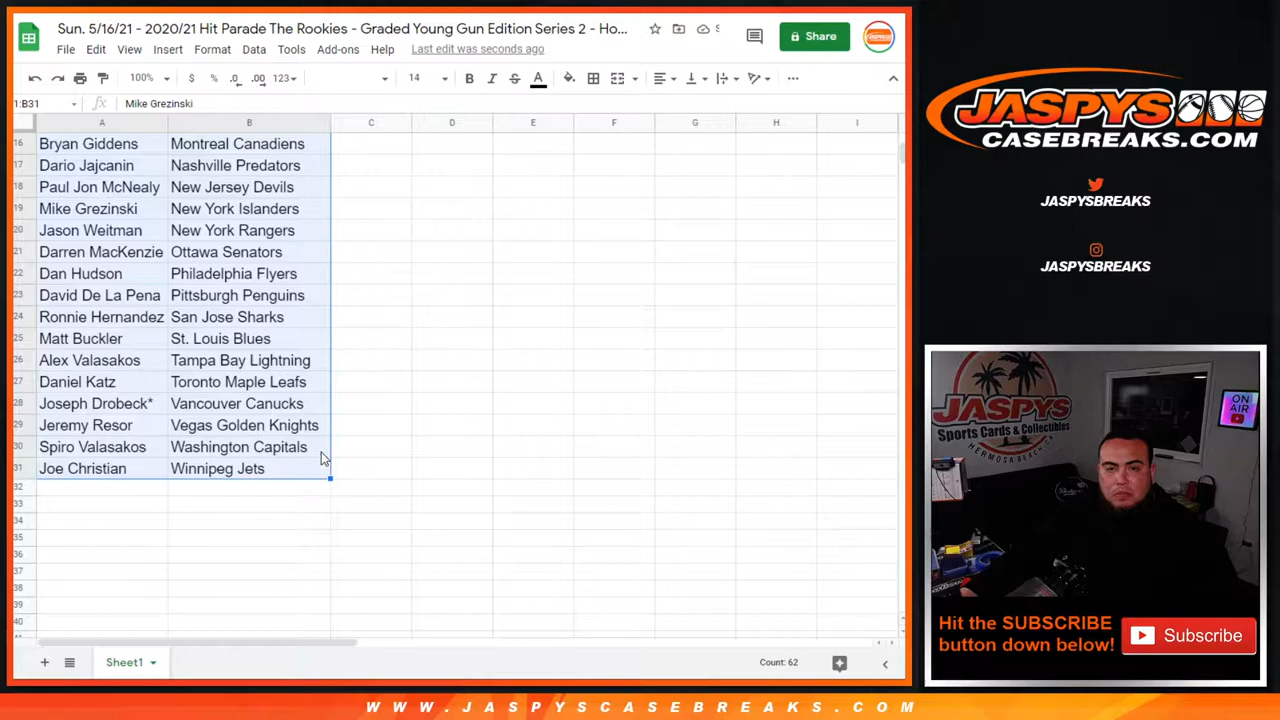 Sun. 5/16/21 - 2020/21 Hit Parade The Rookies - Graded Young Gun Edition Series 2 - Ho...
Share
File Edit View Insert Format Data Tools Add-ons Help Last edit was seconds ago
100% $ % .0 .00 123 14 B I S A
1:B31 fx Mike Grezinski
A B C D E F G H I
16 Bryan Giddens Montreal Canadiens
17 Dario Jajcanin Nashville Predators
18 Paul Jon McNealy New Jersey Devils
19 Mike Grezinski New York Islanders
20 Jason Weitman New York Rangers
21 Darren MacKenzie Ottawa Senators
22 Dan Hudson Philadelphia Flyers
23 David De La Pena Pittsburgh Penguins
24 Ronnie Hernandez San Jose Sharks
25 Matt Buckler St. Louis Blues
26 Alex Valasakos Tampa Bay Lightning
27 Daniel Katz Toronto Maple Leafs
28 Joseph Drobeck* Vancouver Canucks
29 Jeremy Resor Vegas Golden Knights
30 Spiro Valasakos Washington Capitals
31 Joe Christian Winnipeg Jets
32
33
34
35
36
37
38
39
40
Sheet1 Count: 62
JASPYS
CASEBREAKS.COM
JASPYSBREAKS
JASPYSBREAKS
JASPYS
Sports Cards & Collectibles
HERMOSA BEACH, CA
ON
AIR
Hit the SUBSCRIBE
button down below!
Subscribe
WWW.JASPYSCASEBREAKS.COM